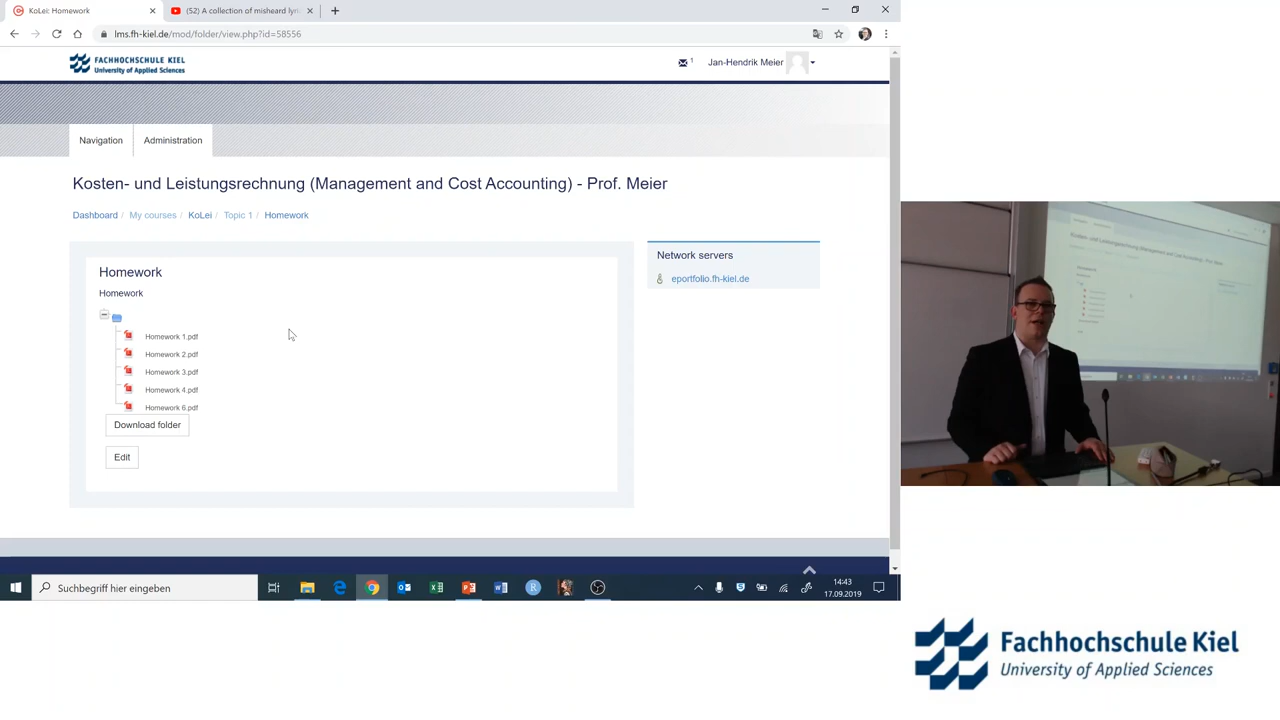 KoLei: Homework
(52) A collection of misheard lyri
lms.fh-kiel.de/mod/folder/view.php?id=58556
FACHHOCHSCHULE KIEL
University of Applied Sciences
1
Jan-Hendrik Meier
Navigation
Administration
Kosten- und Leistungsrechnung (Management and Cost Accounting) - Prof. Meier
Dashboard / My courses / KoLei / Topic 1 / Homework
Homework
Homework
Homework 1.pdf
Homework 2.pdf
Homework 3.pdf
Homework 4.pdf
Homework 6.pdf
Download folder
Edit
Network servers
eportfolio.fh-kiel.de
Suchbegriff hier eingeben
14:43
17.09.2019
Fachhochschule Kiel
University of Applied Sciences